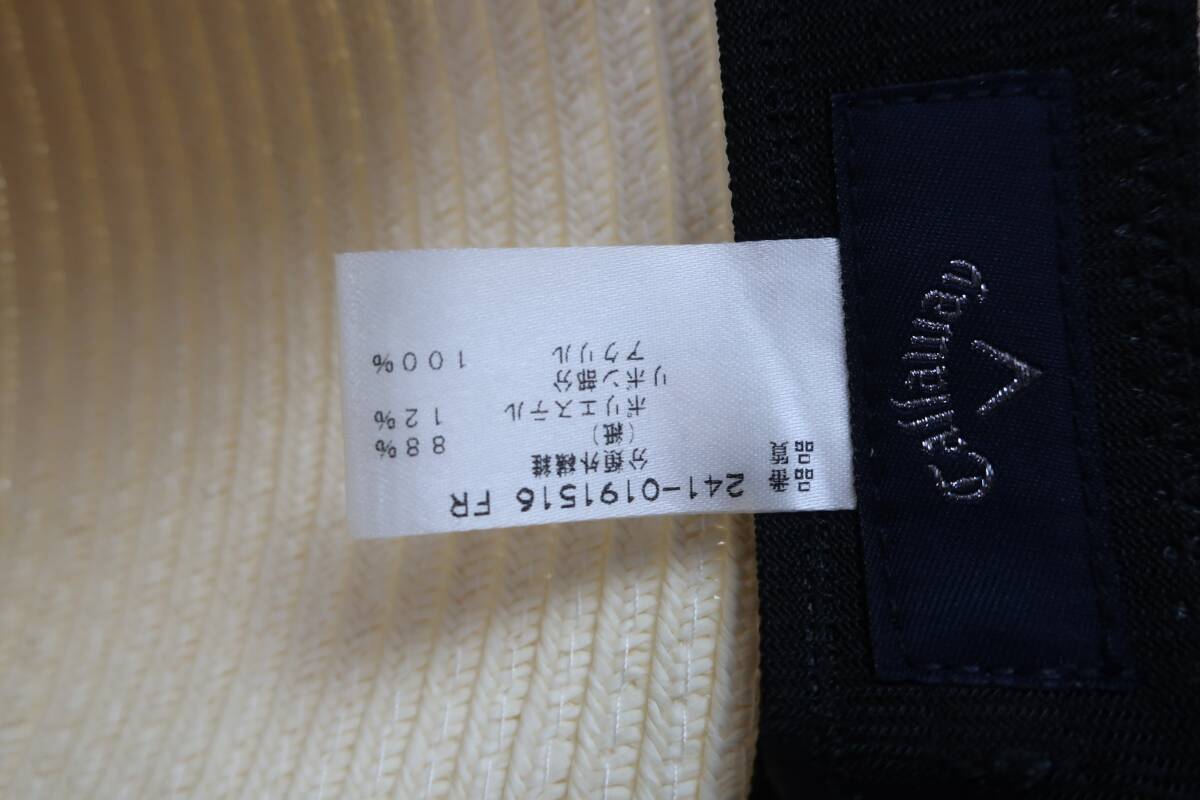 Callaway
品番 241-0191516 FR
品質
分類外繊維
(紙) 88%
ポリエステル 12%
リボン部分
アクリル 100%